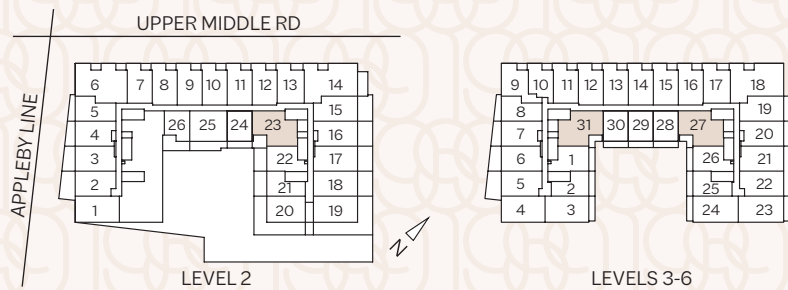 UPPER MIDDLE RD
APPLEBY LINE
6 7 8 9 10 11 12 13 14
5 15
4 26 25 24 23 16
3 22 17
2 21 18
1 20 19
N
LEVEL 2
9 10 11 12 13 14 15 16 17 18
8 19
7 31 30 29 28 27 20
6 1 26 21
5 2 25 22
4 3 24 23
LEVELS 3-6